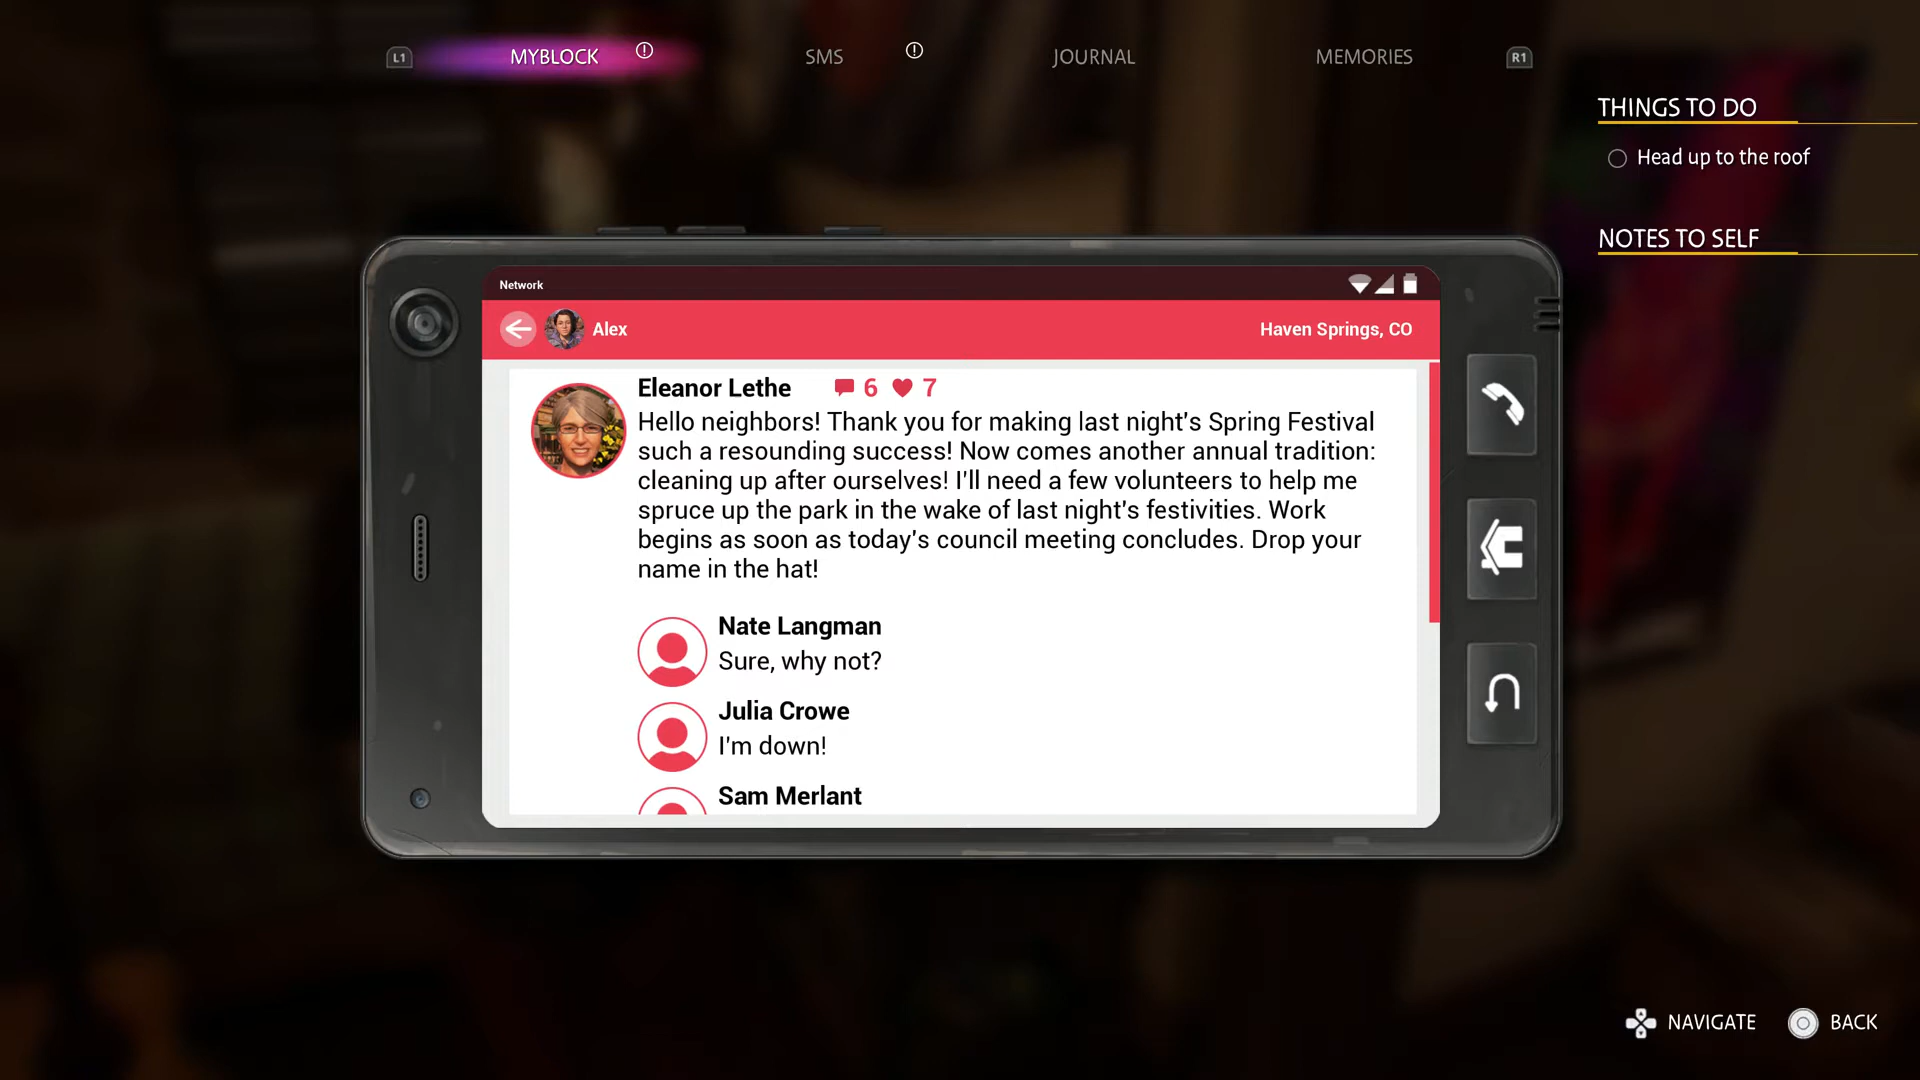 L1
MYBLOCK
SMS
JOURNAL
MEMORIES
R1
THINGS TO DO
Head up to the roof
NOTES TO SELF
Network
Alex
Haven Springs, CO
Eleanor Lethe 6 7
Hello neighbors! Thank you for making last night's Spring Festival
such a resounding success! Now comes another annual tradition:
cleaning up after ourselves! I'll need a few volunteers to help me
spruce up the park in the wake of last night's festivities. Work
begins as soon as today's council meeting concludes. Drop your
name in the hat!
Nate Langman
Sure, why not?
Julia Crowe
I'm down!
Sam Merlant
NAVIGATE
BACK